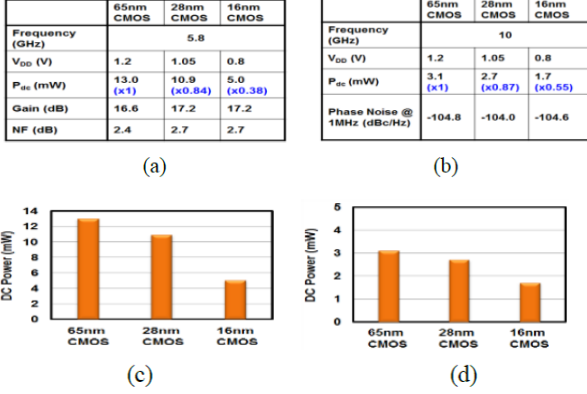 65nm CMOS 28nm CMOS 16nm CMOS
Frequency (GHz) 5.8
VDD (V) 1.2 1.05 0.8
Pdc (mW) 13.0 (x1) 10.9 (x0.84) 5.0 (x0.38)
Gain (dB) 16.6 17.2 17.2
NF (dB) 2.4 2.7 2.7
(a)
65nm CMOS 28nm CMOS 16nm CMOS
Frequency (GHz) 10
VDD (V) 1.2 1.05 0.8
Pdc (mW) 3.1 (x1) 2.7 (x0.87) 1.7 (x0.55)
Phase Noise @ 1MHz (dBc/Hz) -104.8 -104.0 -104.6
(b)
DC Power (mW)
14
12
10
8
6
4
2
0
65nm CMOS 28nm CMOS 16nm CMOS
(c)
DC Power (mW)
5
4
3
2
1
0
65nm CMOS 28nm CMOS 16nm CMOS
(d)